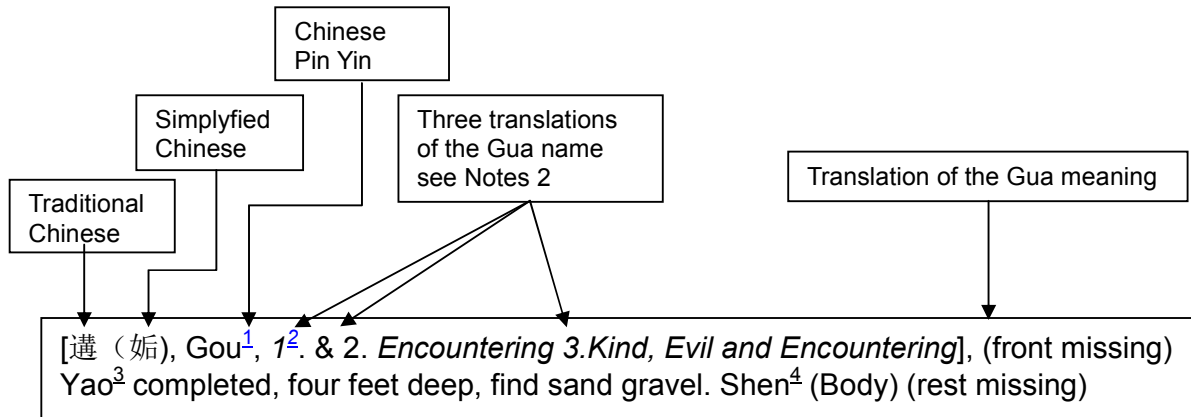 Chinese
Pin Yin
Simplyfied
Chinese
Three translations
of the Gua name
see Notes 2
Translation of the Gua meaning
Traditional
Chinese
[遘（姤), Gou1, 12. & 2. Encountering 3.Kind, Evil and Encountering], (front missing)
Yao3 completed, four feet deep, find sand gravel. Shen4 (Body) (rest missing)